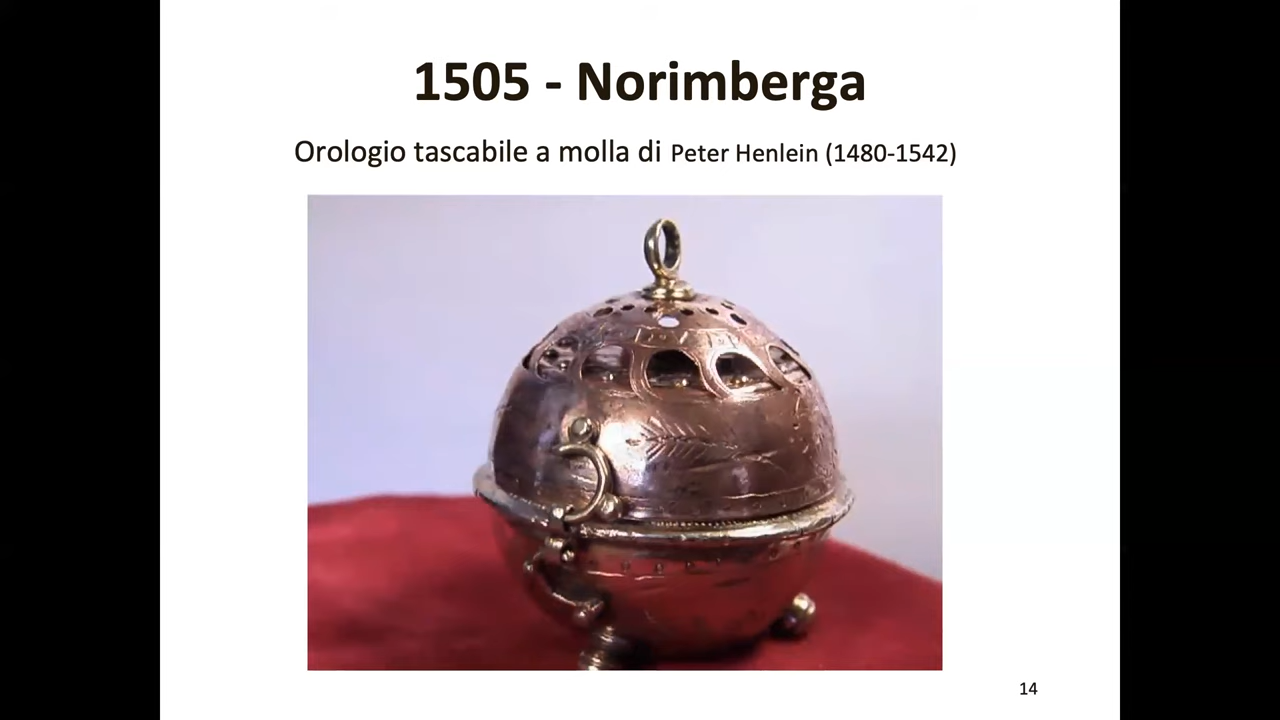 1505 - Norimberga
Orologio tascabile a molla di Peter Henlein (1480-1542)
14